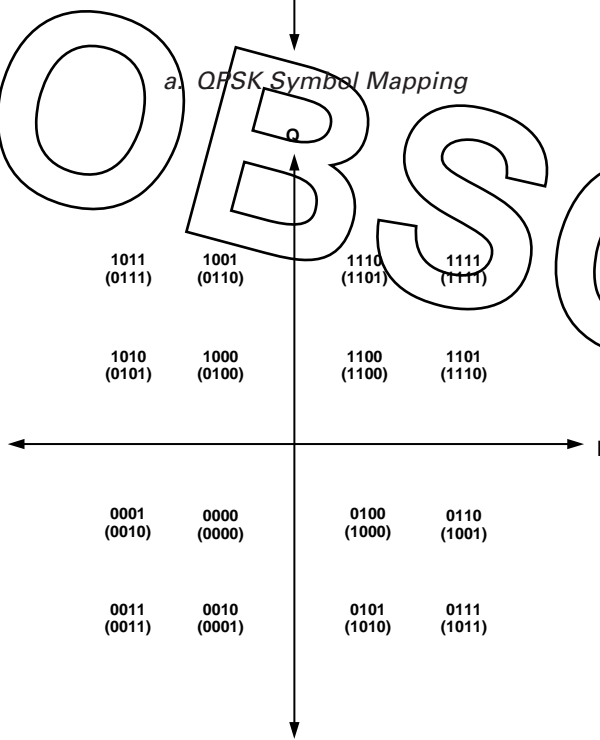 a. QPSK Symbol Mapping
Q
1011 1001 1110 1111
(0111) (0110) (1101) (1111)
1010 1000 1100 1101
(0101) (0100) (1100) (1110)
I
0001 0000 0100 0110
(0010) (0000) (1000) (1001)
0011 0010 0101 0111
(0011) (0001) (1010) (1011)
OBSO